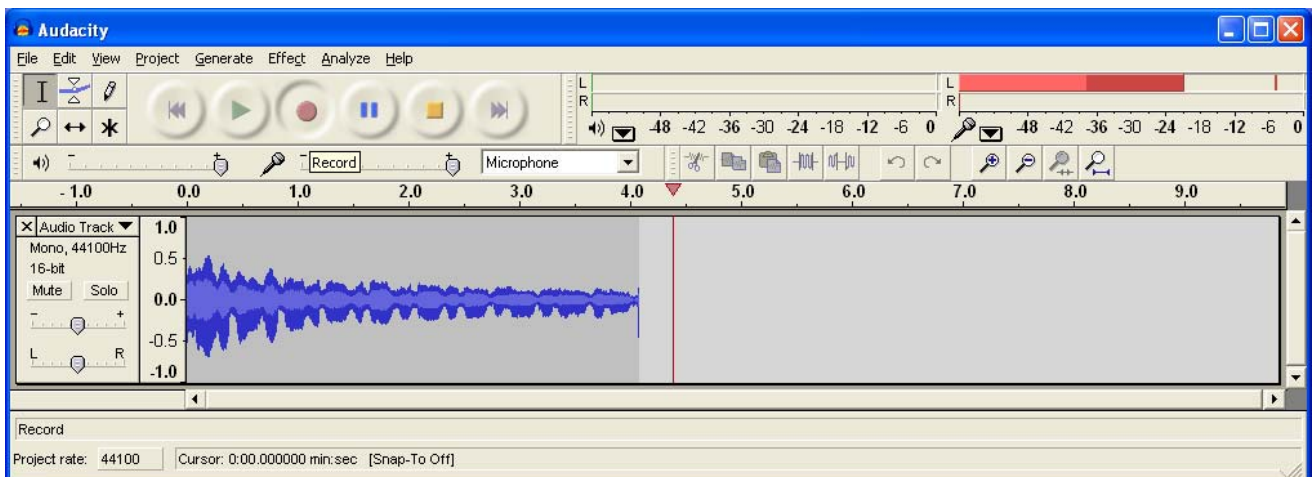 Audacity
File Edit View Project Generate Effect Analyze Help
L
R
-48 -42 -36 -30 -24 -18 -12 -6 0
L
R
-48 -42 -36 -30 -24 -18 -12 -6 0
Record
Microphone
- 1.0 0.0 1.0 2.0 3.0 4.0 5.0 6.0 7.0 8.0 9.0
Audio Track
Mono, 44100Hz
16-bit
Mute Solo
- +
L R
1.0
0.5
0.0
-0.5
-1.0
Record
Project rate: 44100 Cursor: 0:00.000000 min:sec [Snap-To Off]